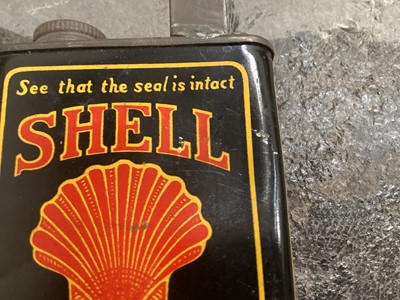 See that the seal is intact
SHELL